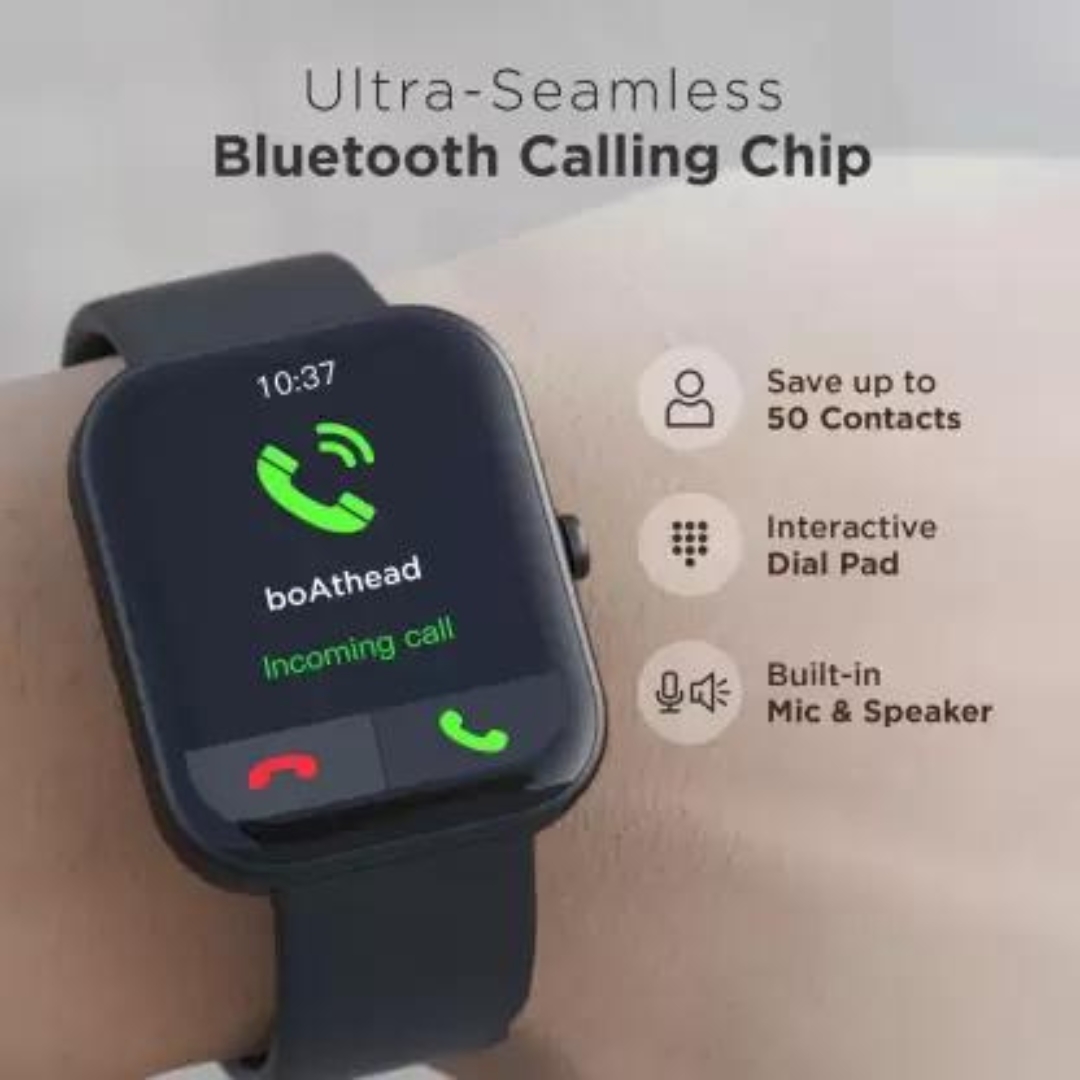 Ultra-Seamless
Bluetooth Calling Chip
10:37
boAthead
Incoming call
Save up to
50 Contacts
Interactive
Dial Pad
Built-in
Mic & Speaker